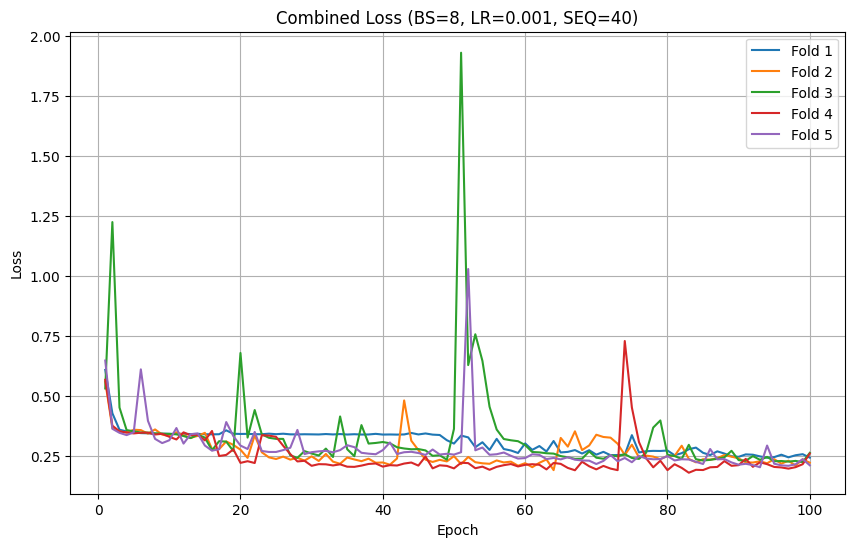 Combined Loss (BS=8, LR=0.001, SEQ=40)
Loss
2.00
1.75
1.50
1.25
1.00
0.75
0.50
0.25
Fold 1
Fold 2
Fold 3
Fold 4
Fold 5
0
20
40
60
80
100
Epoch